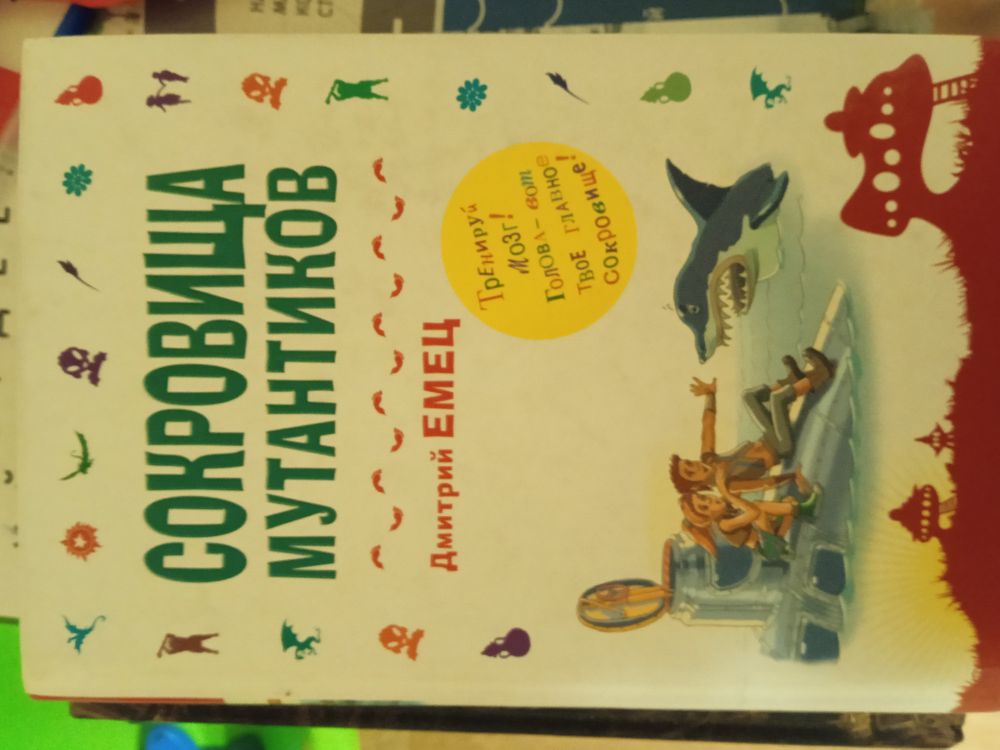 СОКРОВИЩА
МУТАНТИКОВ
Дмитрий ЕМЕЦ
Тренируй
мозг!
Голова – вот
твое главное
сокровище!